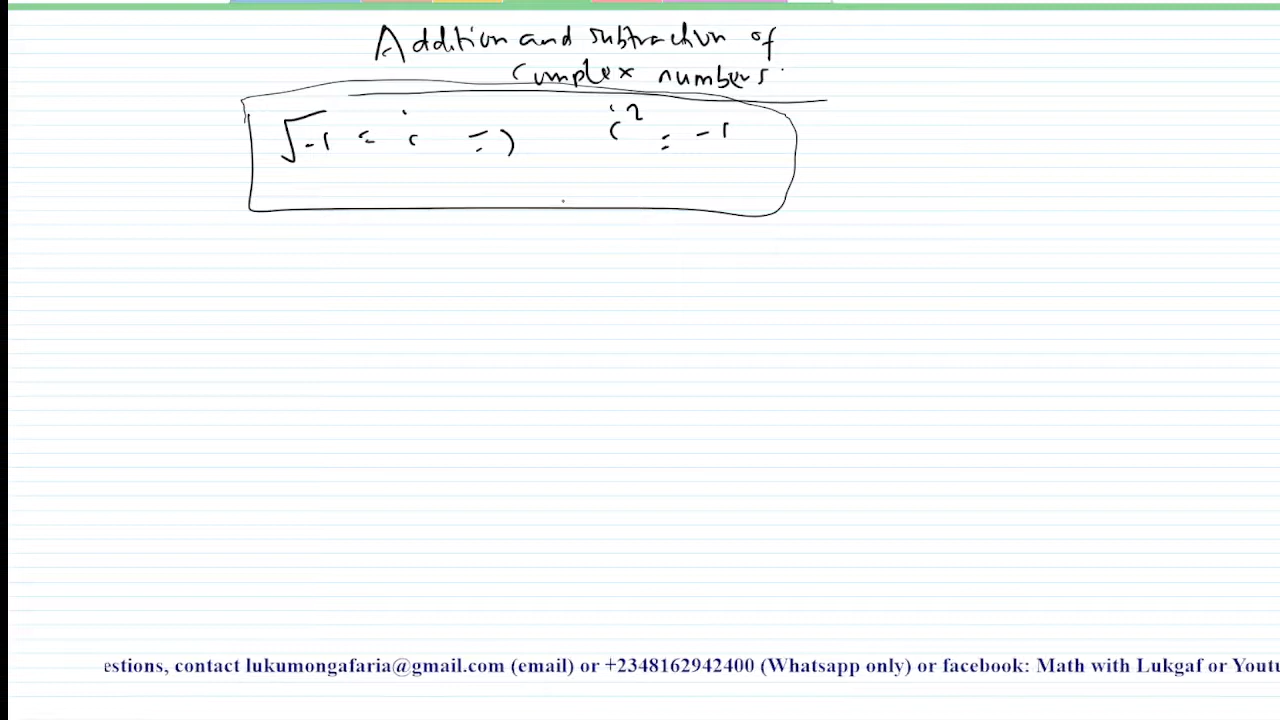 Addition and subtraction of
complex numbers.
√-1 = i => i² = -1
estions, contact lukumongafaria@gmail.com (email) or +2348162942400 (Whatsapp only) or facebook: Math with Lukgaf or Youtu